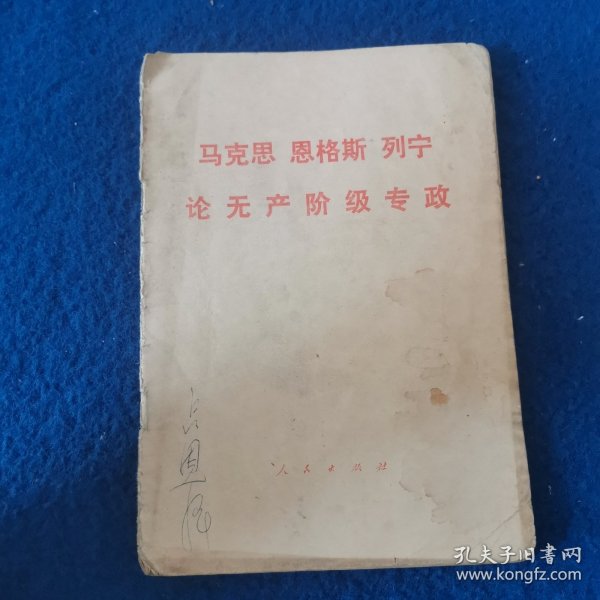 马克思 恩格斯 列宁
论无产阶级专政
人民出版社
孔夫子旧书网
www.kongfz.com